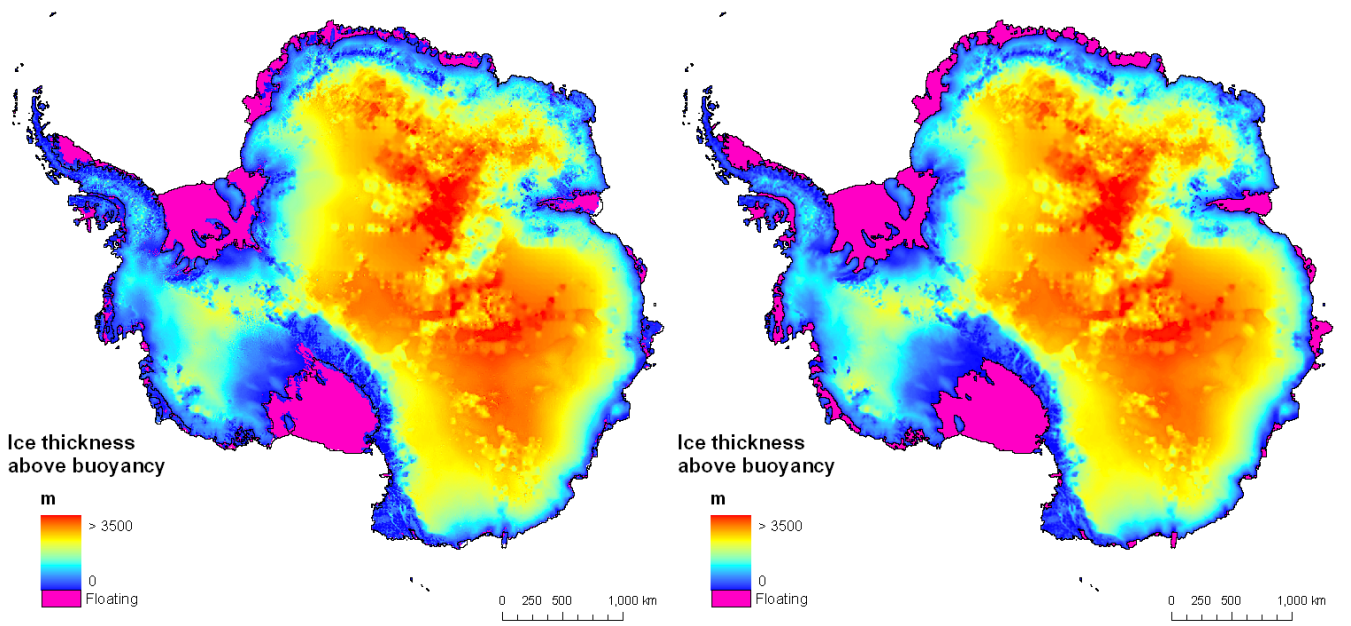 Ice thickness
above buoyancy
m
> 3500
0
Floating
0 250 500 1,000 km
Ice thickness
above buoyancy
m
> 3500
0
Floating
0 250 500 1,000 km